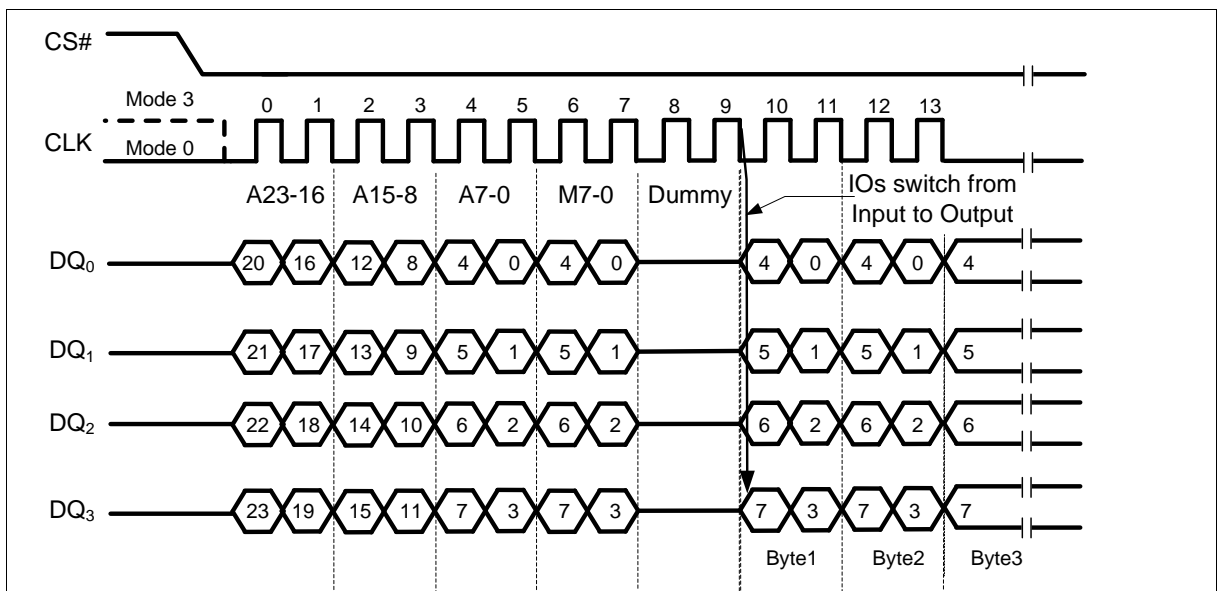 CS#
Mode 3
0 1 2 3 4 5 6 7 8 9 10 11 12 13
CLK
Mode 0
A23-16 A15-8 A7-0 M7-0 Dummy
IOs switch from
Input to Output
DQ0 20 16 12 8 4 0 4 0 4 0 4 0 4
DQ1 21 17 13 9 5 1 5 1 5 1 5 1 5
DQ2 22 18 14 10 6 2 6 2 6 2 6 2 6
DQ3 23 19 15 11 7 3 7 3 7 3 7 3 7
Byte1 Byte2 Byte3